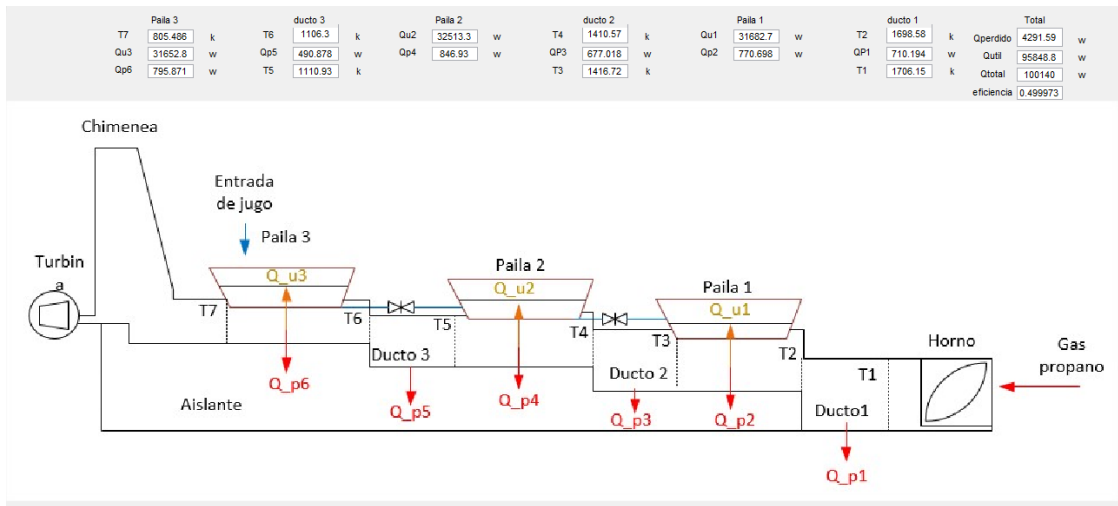 Paila 3 ducto 3 Paila 2 ducto 2 Paila 1 ducto 1 Total
T7 805.486 k T6 1106.3 k Qu2 32513.3 w T4 1410.57 k Qu1 31682.7 w T2 1698.58 k Qperdido 4291.59 w
Qu3 31652.8 w Qp5 490.878 w Qp4 846.93 w QP3 677.018 w Qp2 770.698 w QP1 710.194 w Qutil 95848.8 w
Qp6 795.871 w T5 1110.93 k T3 1416.72 k T1 1706.15 k Qtotal 100140 w
eficiencia 0.499973
Chimenea
Entrada
de jugo
Paila 3
Turbin
a
Q_u3
Paila 2
Q_u2
Paila 1
Q_u1
T7
T6
T5
T4
T3
T2
Horno
Gas
propano
Ducto 3
Ducto 2
T1
Q_p6
Aislante
Q_p5
Q_p4
Q_p3
Q_p2
Ducto1
Q_p1